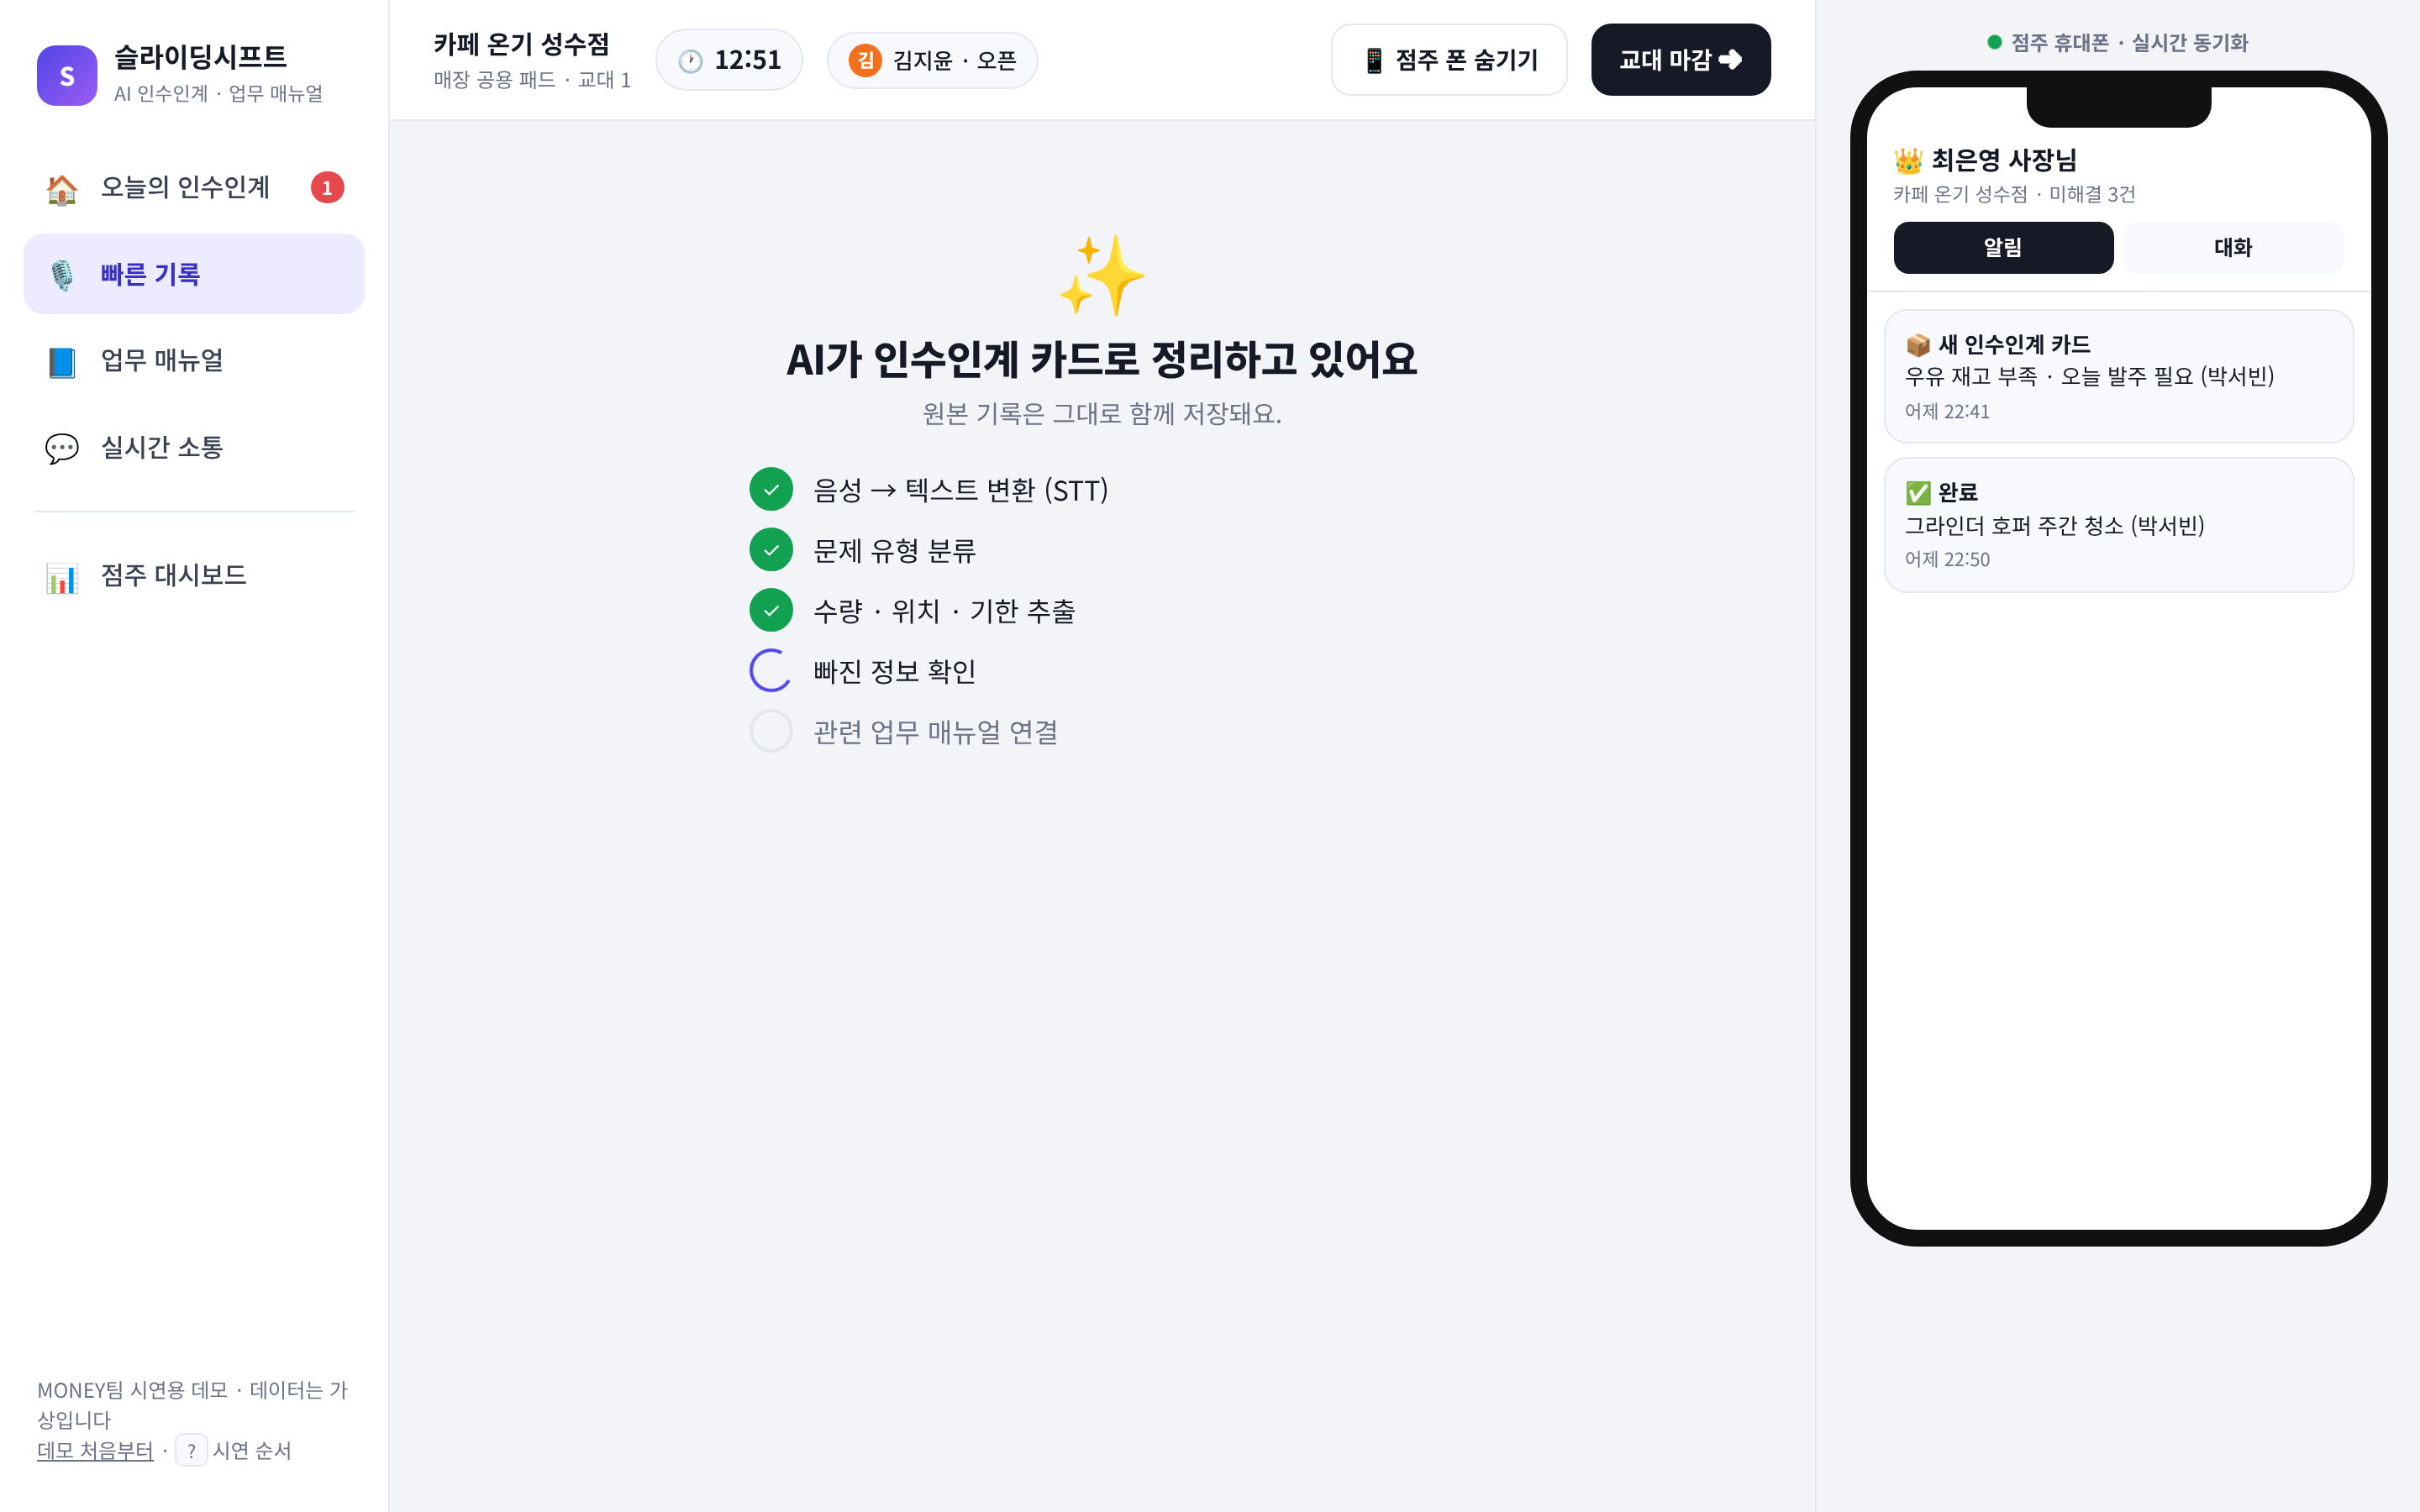 S
슬라이딩시프트
AI 인수인계 · 업무 매뉴얼
오늘의 인수인계
1
빠른 기록
업무 매뉴얼
실시간 소통
점주 대시보드
MONEY팀 시연용 데모 · 데이터는 가
상입니다
데모 처음부터 · ? 시연 순서
카페 온기 성수점
매장 공용 패드 · 교대 1
12:51
김 김지윤 · 오픈
점주 폰 숨기기
교대 마감
AI가 인수인계 카드로 정리하고 있어요
원본 기록은 그대로 함께 저장돼요.
음성 → 텍스트 변환 (STT)
문제 유형 분류
수량 · 위치 · 기한 추출
빠진 정보 확인
관련 업무 매뉴얼 연결
점주 휴대폰 · 실시간 동기화
최은영 사장님
카페 온기 성수점 · 미해결 3건
알림
대화
새 인수인계 카드
우유 재고 부족 · 오늘 발주 필요 (박서빈)
어제 22:41
완료
그라인더 호퍼 주간 청소 (박서빈)
어제 22:50